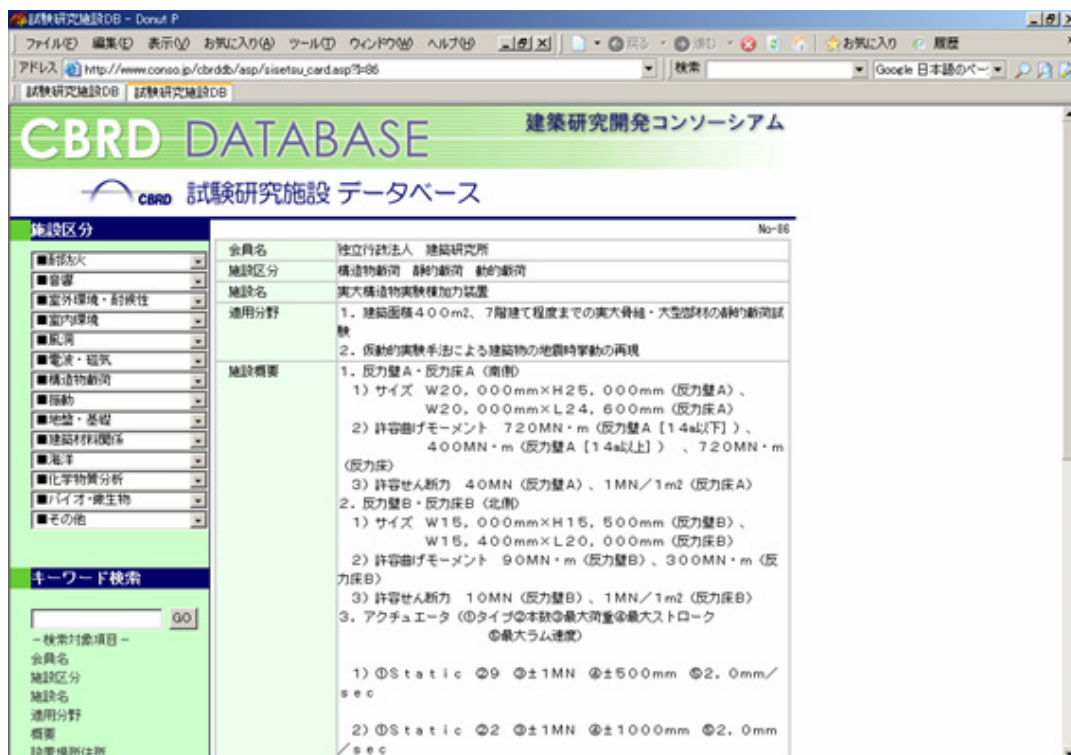 試験研究施設DB - Donut P
ファイル(F) 編集(E) 表示(V) お気に入り(A) ツール(T) ウィンドウ(W) ヘルプ(H) 戻る 進む お気に入り 履歴
アドレス http://www.conso.jp/cbrddb/asp/sisetsu_card.asp?i=86 検索 Google 日本語のペー
試験研究施設DB 試験研究施設DB
CBRD DATABASE
建築研究開発コンソーシアム
CBRD 試験研究施設 データベース
施設区分
■耐防火
■音響
■室外環境・耐候性
■室内環境
■風洞
■電波・磁気
■構造物載荷
■振動
■地盤・基礎
■建築材料関係
■海洋
■化学物質分析
■バイオ・微生物
■その他
キーワード検索
GO
-検索対象項目-
会員名
施設区分
施設名
適用分野
概要
設置場所住所
No-86
会員名 独立行政法人 建築研究所
施設区分 構造物載荷 静的載荷 動的載荷
施設名 実大構造物実験棟加力装置
適用分野 1.建築面積400m2、7階建て程度までの実大骨組・大型部材の静的載荷試
験
2.仮動的実験手法による建築物の地震時挙動の再現
施設概要 1.反力壁A・反力床A(南側)
1)サイズ W20,000mm×H25,000mm(反力壁A)、
W20,000mm×L24,600mm(反力床A)
2)許容曲げモーメント 720MN・m(反力壁A[14m以下])、
400MN・m(反力壁A[14m以上])、720MN・m
(反力床)
3)許容せん断力 40MN(反力壁A)、1MN/1m2(反力床A)
2.反力壁B・反力床B(北側)
1)サイズ W15,000mm×H15,500mm(反力壁B)、
W15,400mm×L20,000mm(反力床B)
2)許容曲げモーメント 90MN・m(反力壁B)、300MN・m(反
力床B)
3)許容せん断力 10MN(反力壁B)、1MN/1m2(反力床B)
3.アクチュエータ(①タイプ②本数③最大荷重④最大ストローク
⑤最大ラム速度)
1)①Static ②9 ③±1MN ④±500mm ⑤2.0mm/
sec
2)①Static ②2 ③±1MN ④±1000mm ⑤2.0mm
/sec